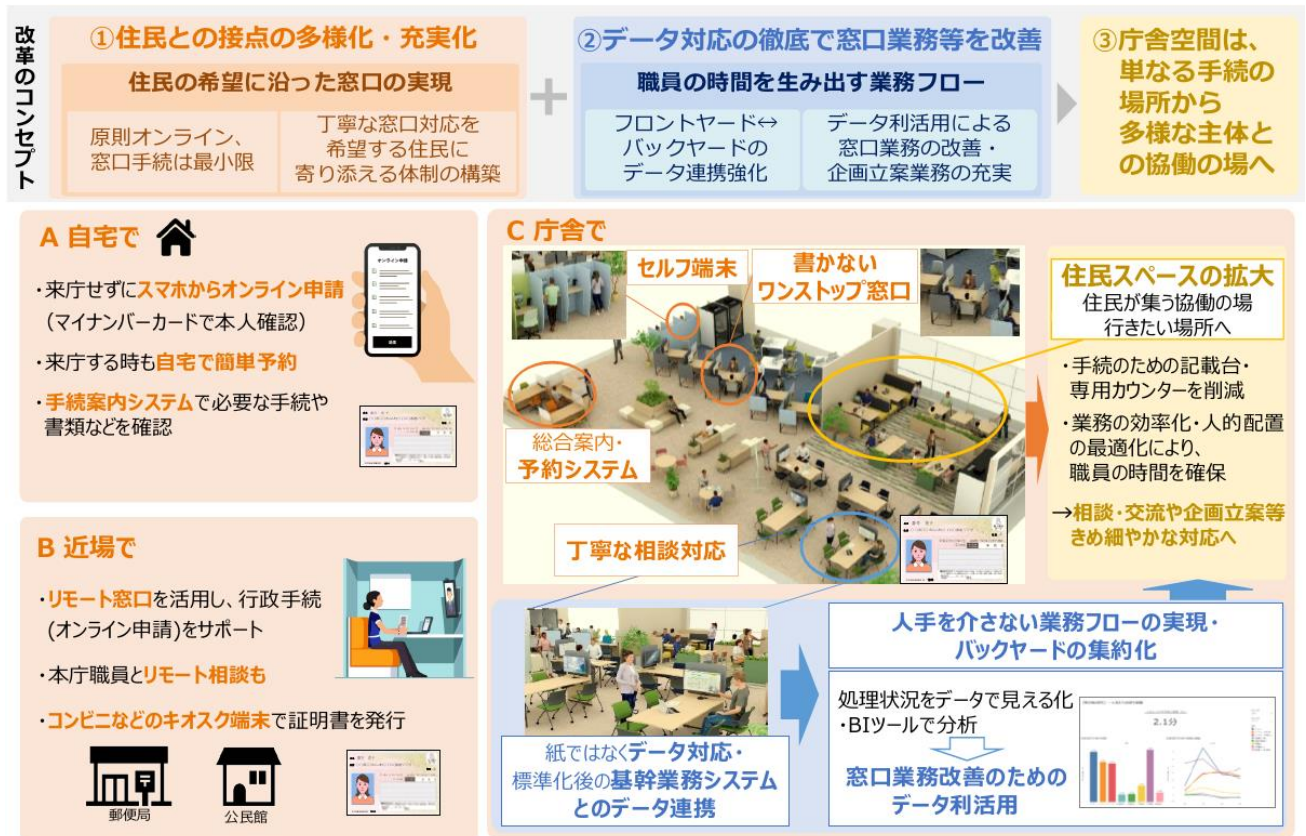 改革のコンセプト
①住民との接点の多様化・充実化
住民の希望に沿った窓口の実現
原則オンライン、
窓口手続は最小限
丁寧な窓口対応を
希望する住民に
寄り添える体制の構築
②データ対応の徹底で窓口業務等を改善
職員の時間を生み出す業務フロー
フロントヤード↔
バックヤードの
データ連携強化
データ利活用による
窓口業務の改善・
企画立案業務の充実
③庁舎空間は、
単なる手続の
場所から
多様な主体と
の協働の場へ
A 自宅で
・来庁せずにスマホからオンライン申請
(マイナンバーカードで本人確認)
・来庁する時も自宅で簡単予約
・手続案内システムで必要な手続や
書類などを確認
オンライン申請
B 近場で
・リモート窓口を活用し、行政手続
(オンライン申請)をサポート
・本庁職員とリモート相談も
・コンビニなどのキオスク端末で証明書を発行
郵便局
公民館
C 庁舎で
セルフ端末
書かない
ワンストップ窓口
総合案内・
予約システム
丁寧な相談対応
住民スペースの拡大
住民が集う協働の場
行きたい場所へ
・手続のための記載台・
専用カウンターを削減
・業務の効率化・人的配置
の最適化により、
職員の時間を確保
→相談・交流や企画立案等
きめ細やかな対応へ
紙ではなくデータ対応・
標準化後の基幹業務システム
とのデータ連携
人手を介さない業務フローの実現・
バックヤードの集約化
処理状況をデータで見える化
・BIツールで分析
2.1分
窓口業務改善のための
データ利活用